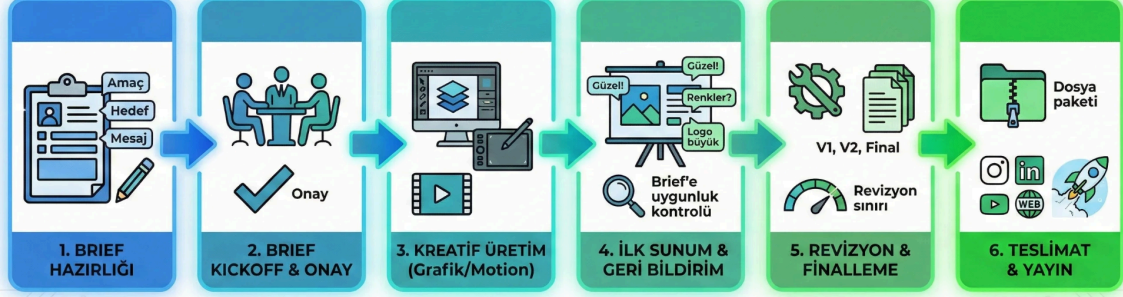 Amaç
Hedef
Mesaj
1. BRIEF
HAZIRLIĞI
Onay
2. BRIEF
KICKOFF & ONAY
3. KREATİF ÜRETİM
(Grafik/Motion)
Güzel!
Güzel!
Renkler?
Logo
büyük
Brief'e
uygunluk
kontrolü
4. İLK SUNUM &
GERİ BİLDİRİM
V1, V2, Final
Revizyon
sınırı
5. REVİZYON &
FİNALLEME
Dosya
paketi
in
WEB
6. TESLİMAT
& YAYIN